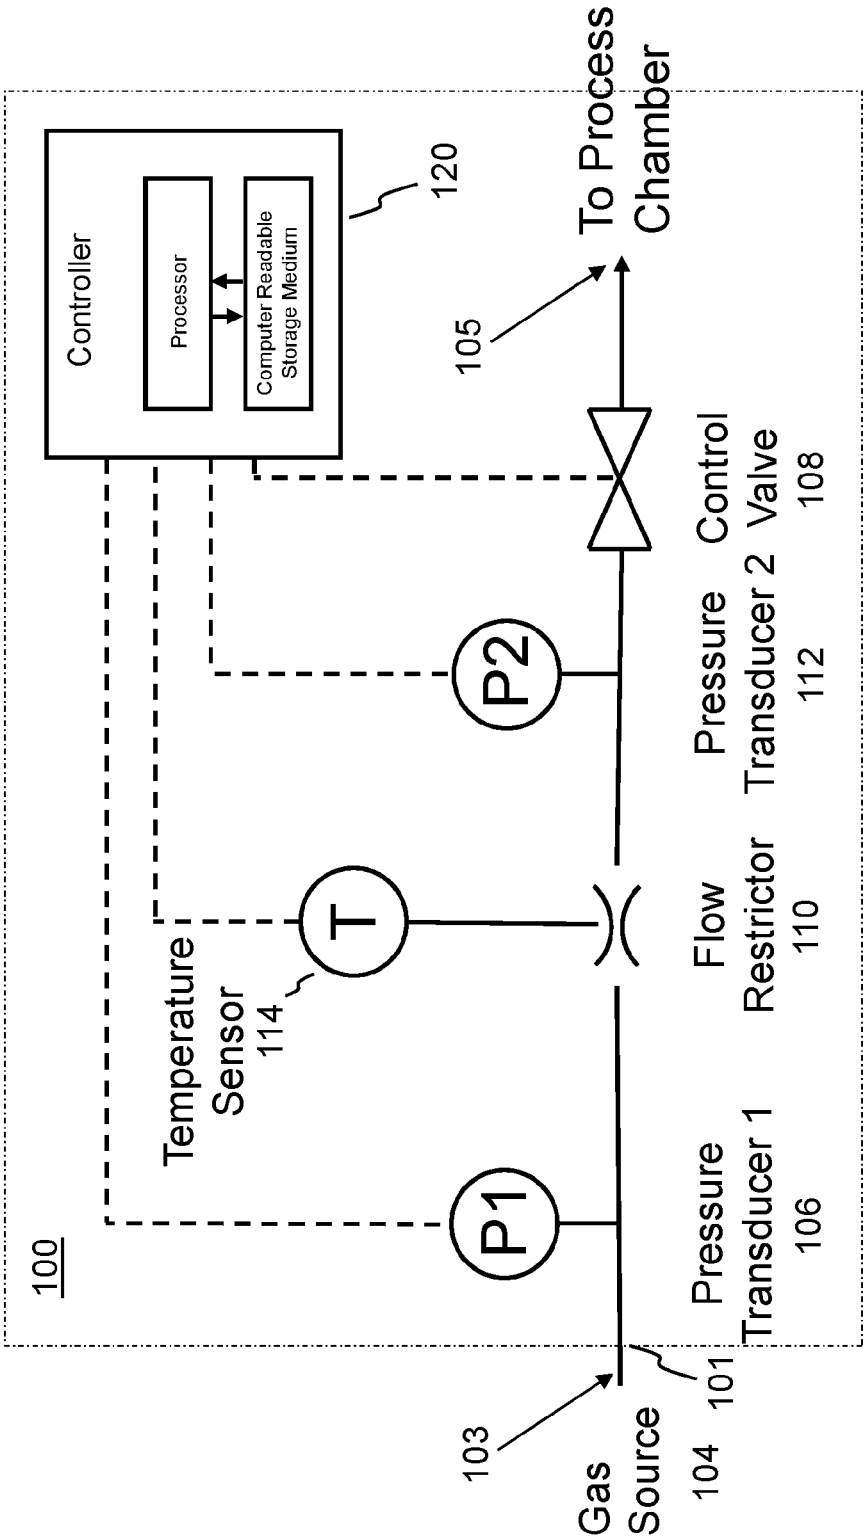 100
Controller
Processor
Computer Readable
Storage Medium
120
Temperature
Sensor
114
T
P1
P2
103
105
To Process
Chamber
Gas
Source
104
101
Pressure
Transducer 1
106
Flow
Restrictor
110
Pressure
Transducer 2
112
Control
Valve
108